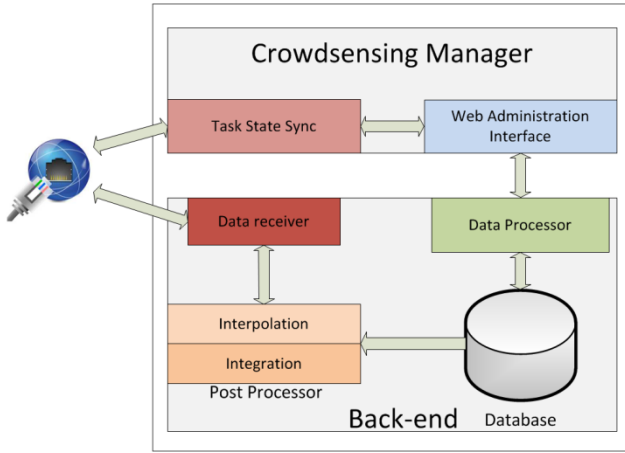 Crowdsensing Manager
Task State Sync
Web Administration
Interface
Data receiver
Data Processor
Interpolation
Integration
Post Processor
Back-end
Database